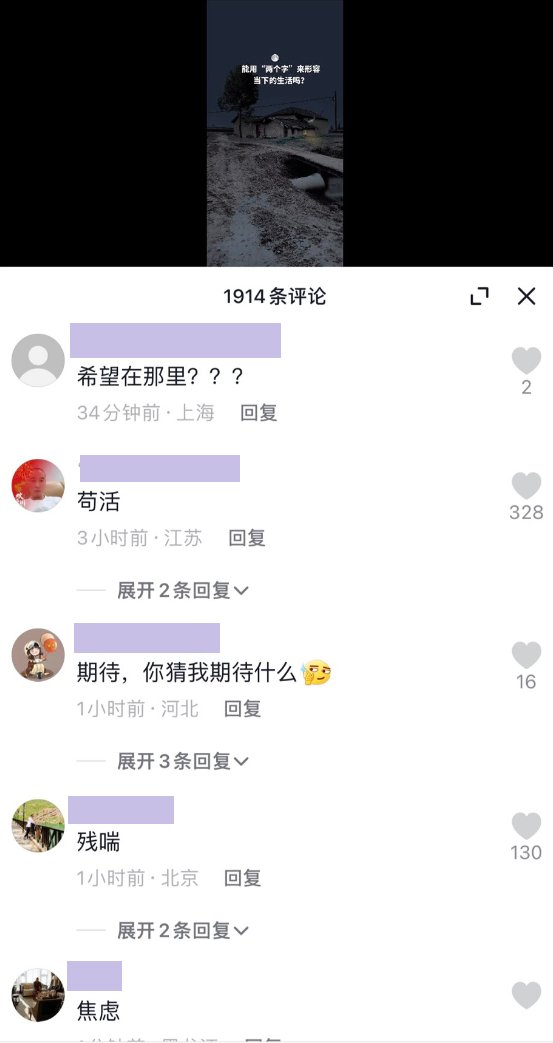 能用“两个字”来形容
当下的生活吗?
1914条评论
希望在那里？？？
34分钟前·上海 回复
2
苟活
3小时前·江苏 回复
328
展开2条回复
期待，你猜我期待什么
1小时前·河北 回复
16
展开3条回复
残喘
1小时前·北京 回复
130
展开2条回复
焦虑